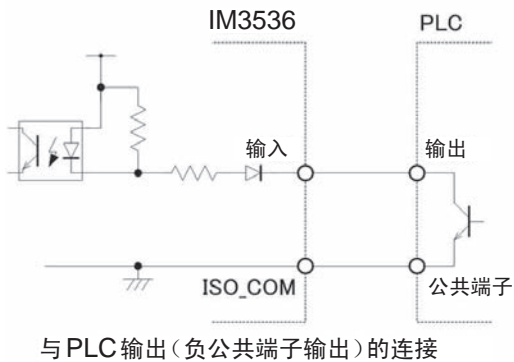 IM3536
PLC
输入
输出
ISO_COM
公共端子
与PLC输出（负公共端子输出）的连接